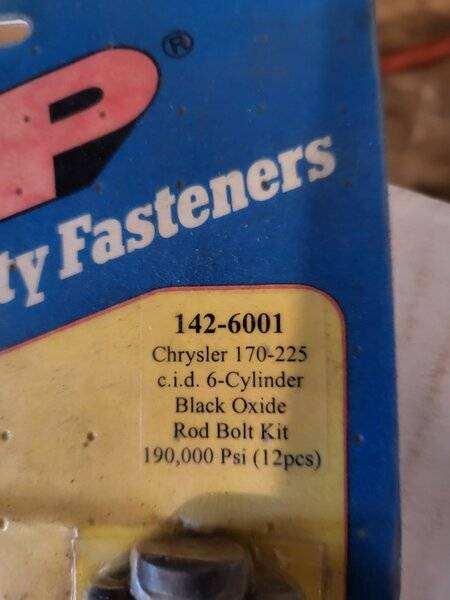 P®
ty Fasteners
142-6001
Chrysler 170-225
c.i.d. 6-Cylinder
Black Oxide
Rod Bolt Kit
190,000 Psi (12pcs)